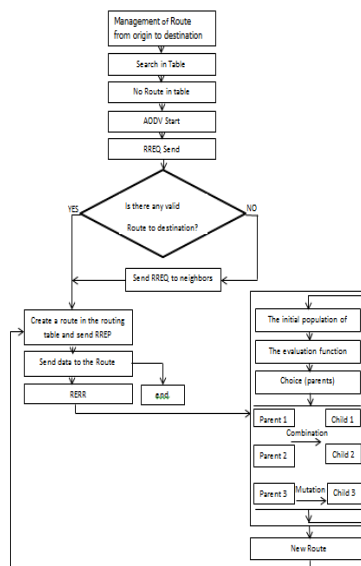 Management of Route
from origin to destination
Search in Table
No Route in table
AODV Start
RREQ Send
Is there any valid
Route to destination?
YES
NO
Send RREQ to neighbors
Create a route in the routing
table and send RREP
Send data to the Route
RERR
end
The initial population of
The evaluation function
Choice (parents)
Parent 1
Child 1
Combination
Parent 2
Child 2
Parent 3
Mutation
Child 3
New Route